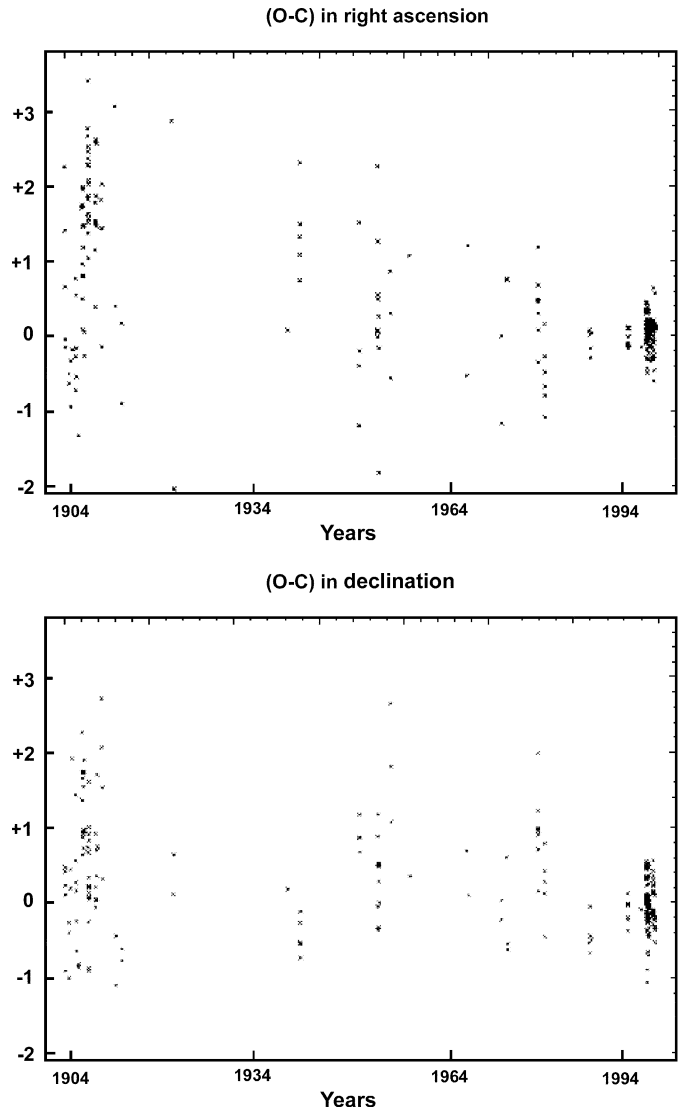 (O-C) in right ascension
+3
+2
+1
0
-1
-2
1904 1934 1964 1994
Years
(O-C) in declination
+3
+2
+1
0
-1
-2
1904 1934 1964 1994
Years